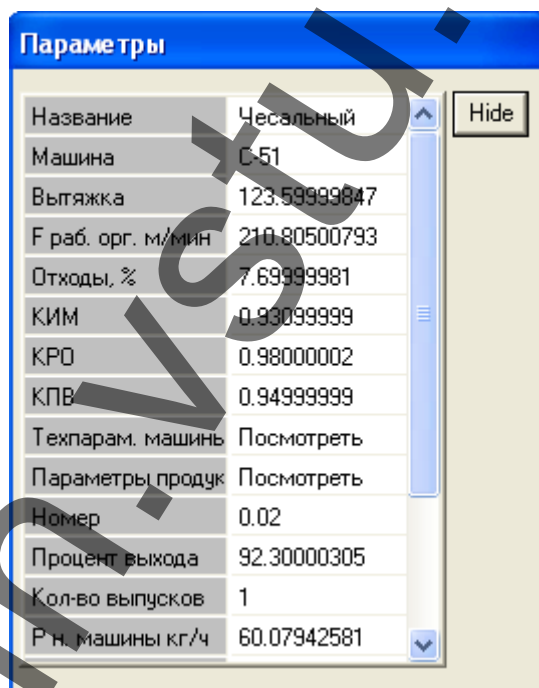 Параметры
Hide
Название Чесальный
Машина С-51
Вытяжка 123.59999847
F раб. орг. м/мин 210.80500793
Отходы, % 7.69999981
КИМ 0.93099999
КРО 0.98000002
КПВ 0.94999999
Техпарам. машинь Посмотреть
Параметры продук Посмотреть
Номер 0.02
Процент выхода 92.30000305
Кол-во выпусков 1
Р н. машины кг/ч 60.07942581
n.vstu.